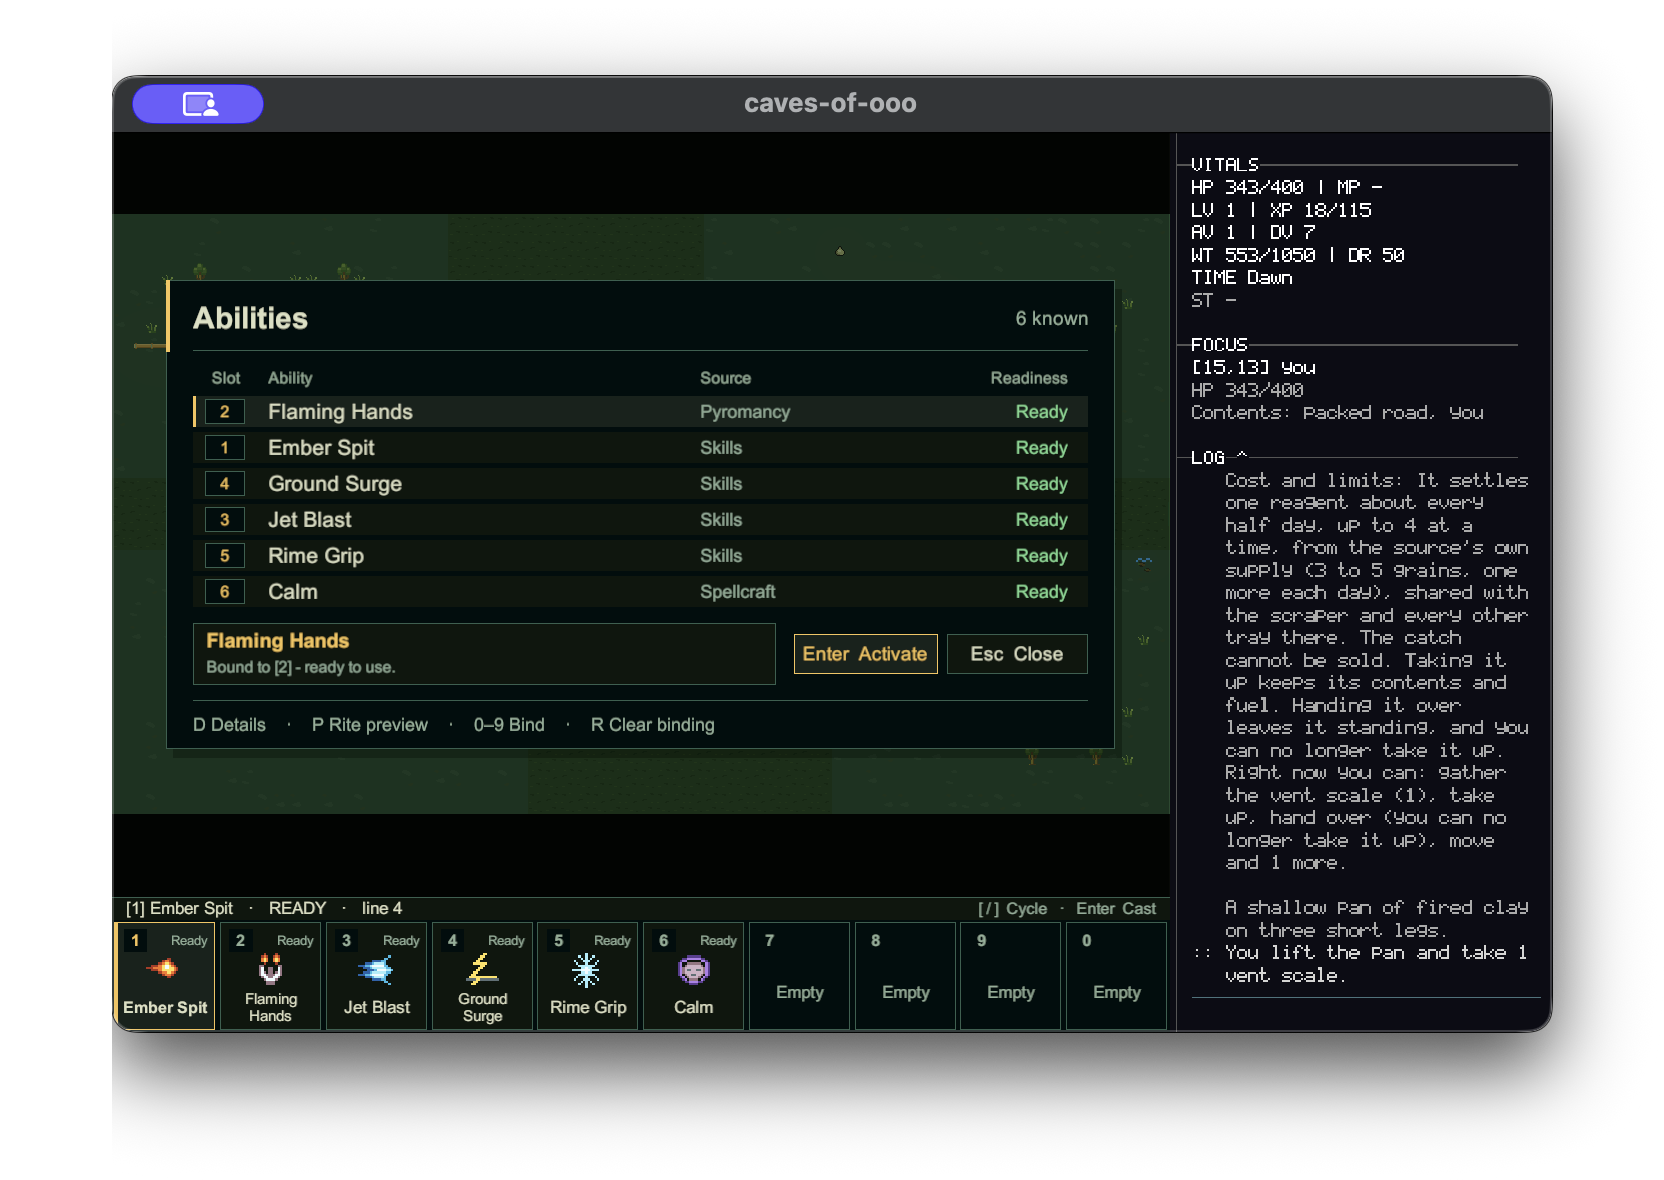 caves-of-ooo
Abilities
6 known
Slot Ability Source Readiness
2 Flaming Hands Pyromancy Ready
1 Ember Spit Skills Ready
4 Ground Surge Skills Ready
3 Jet Blast Skills Ready
5 Rime Grip Skills Ready
6 Calm Spellcraft Ready
Flaming Hands
Bound to [2] - ready to use.
Enter Activate
Esc Close
D Details · P Rite preview · 0–9 Bind · R Clear binding
[1] Ember Spit · READY · line 4
[/] Cycle · Enter Cast
1 Ready
Ember Spit
2 Ready
Flaming
Hands
3 Ready
Jet Blast
4 Ready
Ground
Surge
5 Ready
Rime Grip
6 Ready
Calm
7
Empty
8
Empty
9
Empty
0
Empty
VITALS
HP 343/400 | MP -
LV 1 | XP 18/115
AV 1 | DV 7
WT 553/1050 | DR 50
TIME Dawn
ST -
FOCUS
[15,13] You
HP 343/400
Contents: Packed road, You
LOG ^
Cost and limits: It settles
one reagent about every
half day, up to 4 at a
time, from the source's own
supply (3 to 5 grains, one
more each day), shared with
the scraper and every other
tray there. The catch
cannot be sold. Taking it
up keeps its contents and
fuel. Handing it over
leaves it standing, and you
can no longer take it up.
Right now you can: gather
the vent scale (1), take
up, hand over (you can no
longer take it up), move
and 1 more.
A shallow pan of fired clay
on three short legs.
:: You lift the pan and take 1
vent scale.